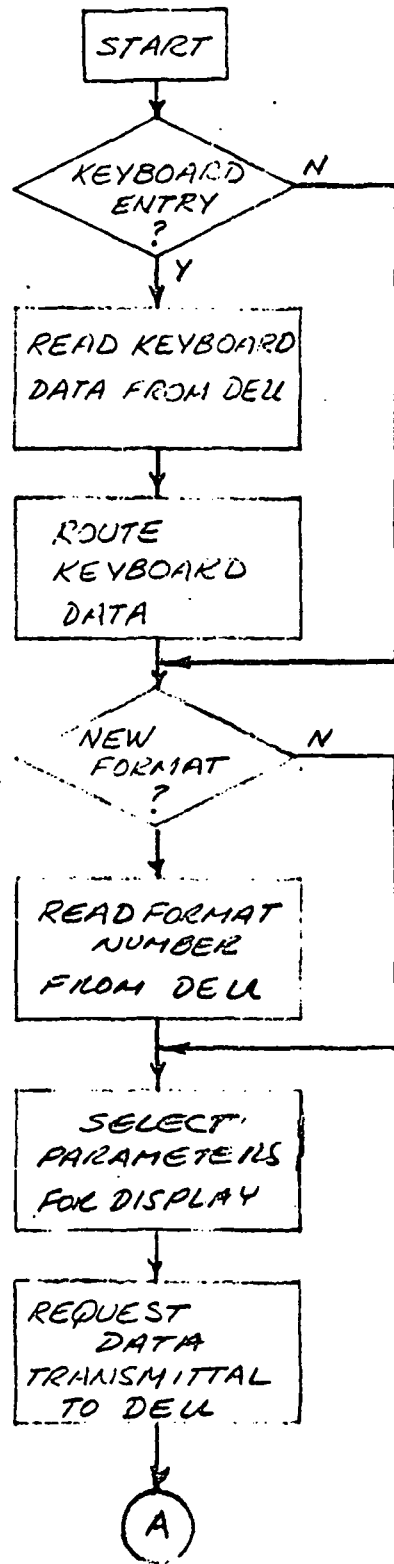 START
KEYBOARD
ENTRY
?
N
Y
READ KEYBOARD
DATA FROM DEU
ROUTE
KEYBOARD
DATA
NEW
FORMAT
?
N
READ FORMAT
NUMBER
FROM DEU
SELECT
PARAMETERS
FOR DISPLAY
REQUEST
DATA
TRANSMITTAL
TO DEU
A